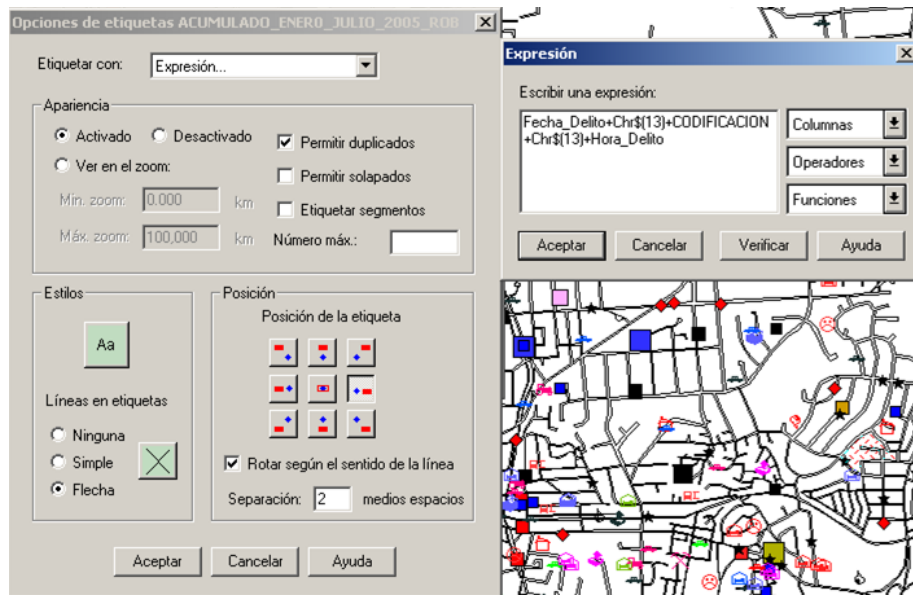 Opciones de etiquetas ACUMULADO_ENERO_JULIO_2005_ROB
Etiquetar con:
Expresión...
Apariencia
Activado
Desactivado
Permitir duplicados
Ver en el zoom:
Permitir solapados
Mín. zoom:
0.000
km
Etiquetar segmentos
Máx. zoom:
100,000
km
Número máx.:
Estilos
Aa
Líneas en etiquetas
Ninguna
Simple
Flecha
Posición
Posición de la etiqueta
Rotar según el sentido de la línea
Separación:
2
medios espacios
Aceptar
Cancelar
Ayuda
Expresión
Escribir una expresión:
Fecha_Delito+Chr$(13)+CODIFICACION
+Chr$(13)+Hora_Delito
Columnas
Operadores
Funciones
Aceptar
Cancelar
Verificar
Ayuda